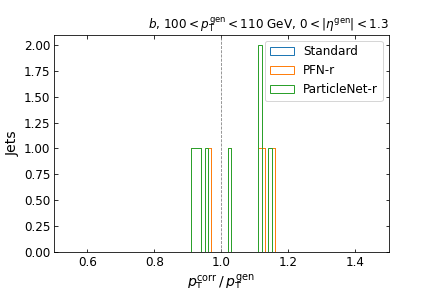 b, 100 < p_T^gen < 110 GeV, 0 < |η^gen| < 1.3
Standard
PFN-r
ParticleNet-r
Jets
2.00
1.75
1.50
1.25
1.00
0.75
0.50
0.25
0.00
0.6 0.8 1.0 1.2 1.4
p_T^corr / p_T^gen